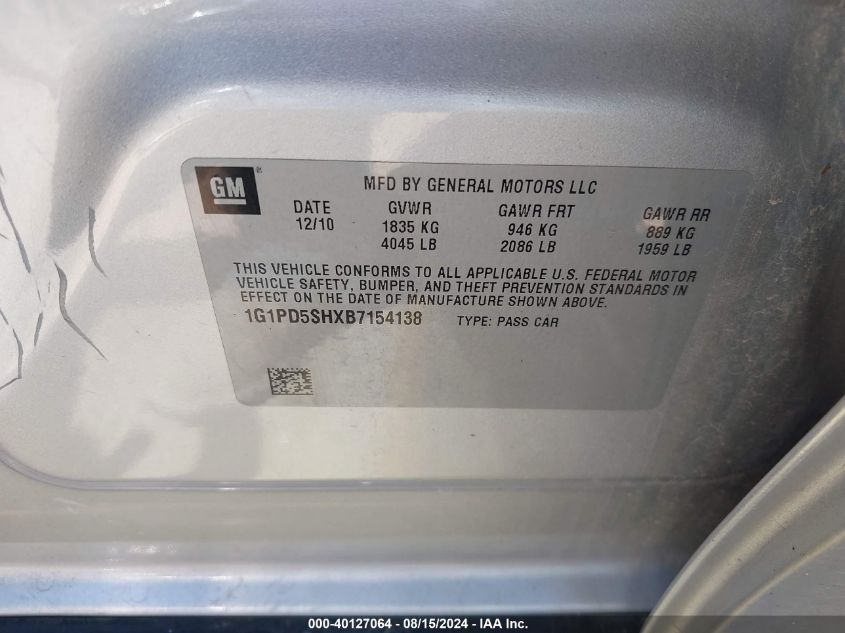 GM ®
MFD BY GENERAL MOTORS LLC
DATE GVWR GAWR FRT GAWR RR
12/10 1835 KG 946 KG 889 KG
4045 LB 2086 LB 1959 LB
THIS VEHICLE CONFORMS TO ALL APPLICABLE U.S. FEDERAL MOTOR
VEHICLE SAFETY, BUMPER, AND THEFT PREVENTION STANDARDS IN
EFFECT ON THE DATE OF MANUFACTURE SHOWN ABOVE.
1G1PD5SHXB7154138 TYPE: PASS CAR
000-40127064 - 08/15/2024 - IAA Inc.